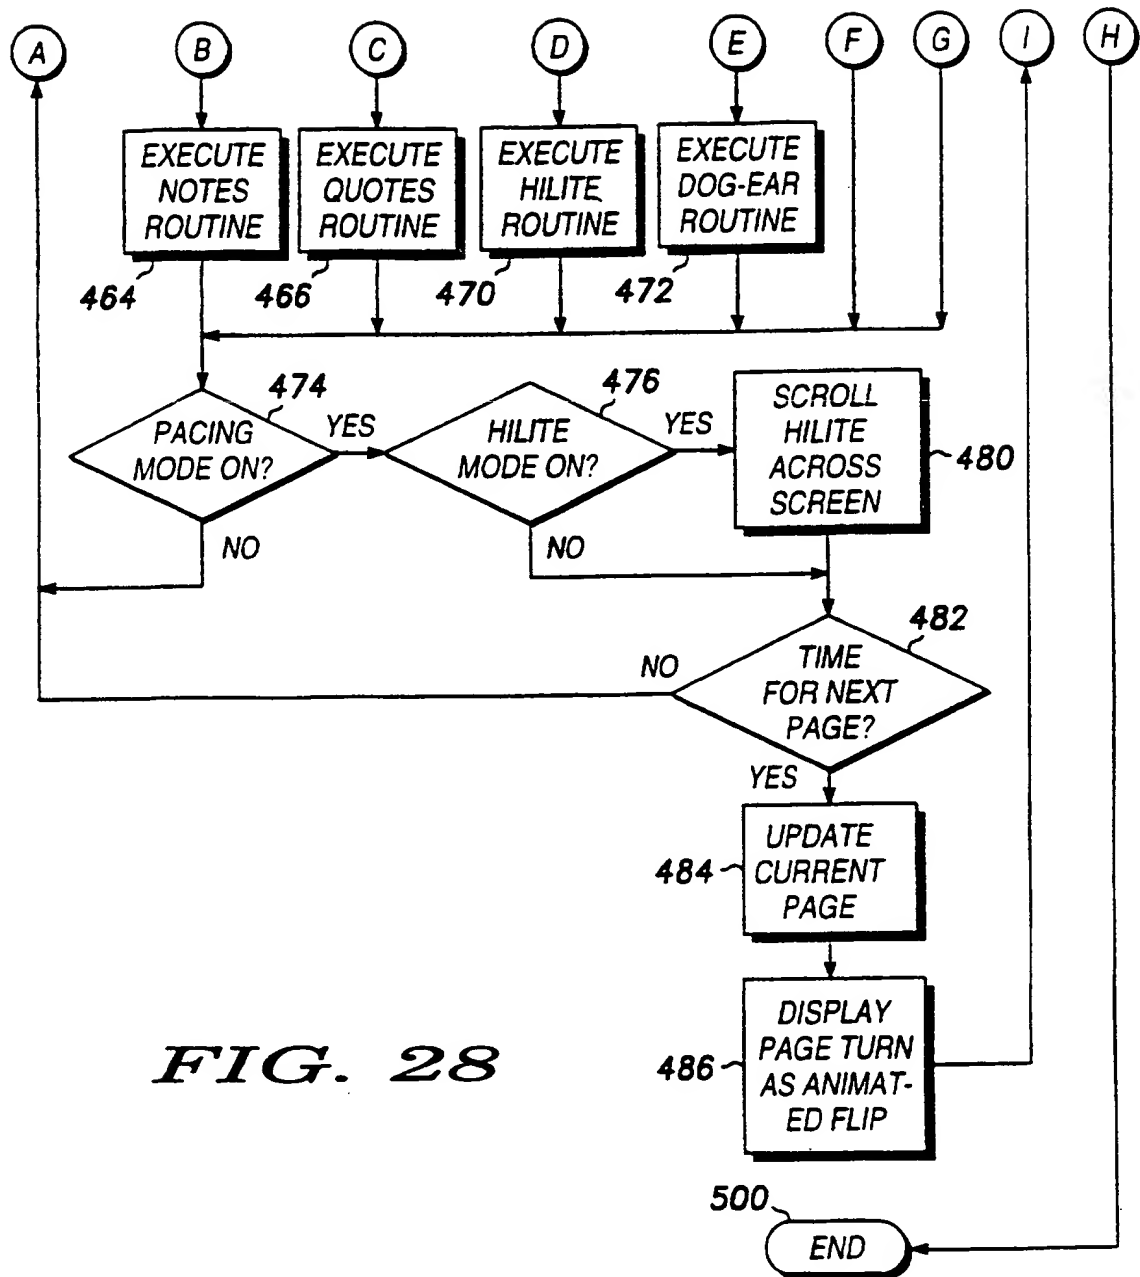 A B C D E F G I H
EXECUTE
NOTES
ROUTINE
464
EXECUTE
QUOTES
ROUTINE
466
EXECUTE
HILITE
ROUTINE
470
EXECUTE
DOG-EAR
ROUTINE
472
474
PACING
MODE ON?
YES
NO
476
HILITE
MODE ON?
YES
NO
SCROLL
HILITE
ACROSS
SCREEN
480
482
TIME
FOR NEXT
PAGE?
NO
YES
UPDATE
CURRENT
PAGE
484
DISPLAY
PAGE TURN
AS ANIMAT-
ED FLIP
486
FIG. 28
500
END